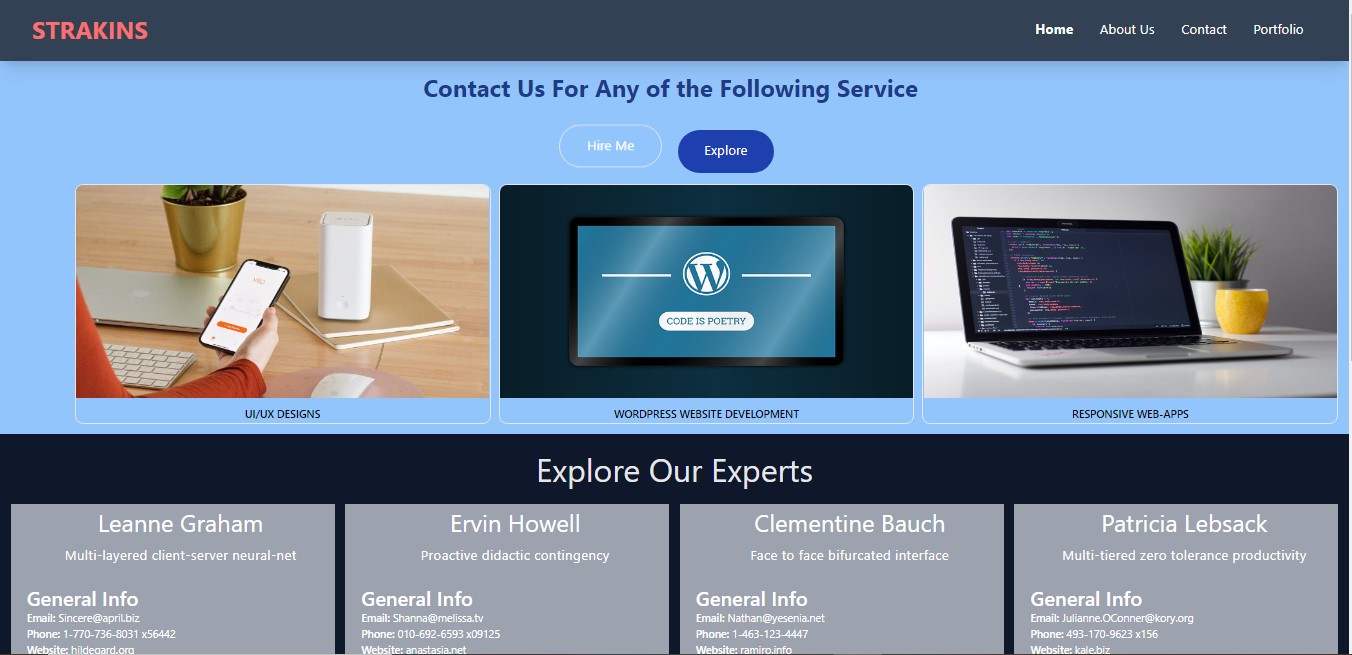 STRAKINS
Home About Us Contact Portfolio
Contact Us For Any of the Following Service
Hire Me Explore
CODE IS POETRY
UI/UX DESIGNS WORDPRESS WEBSITE DEVELOPMENT RESPONSIVE WEB-APPS
Explore Our Experts
Leanne Graham Ervin Howell Clementine Bauch Patricia Lebsack
Multi-layered client-server neural-net Proactive didactic contingency Face to face bifurcated interface Multi-tiered zero tolerance productivity
General Info General Info General Info General Info
Email: Sincere@april.biz Email: Shanna@melissa.tv Email: Nathan@yesenia.net Email: Julianne.OConner@kory.org
Phone: 1-770-736-8031 x56442 Phone: 010-692-6593 x09125 Phone: 1-463-123-4447 Phone: 493-170-9623 x156
Website: hildegard.org Website: anastasia.net Website: ramiro.info Website: kale.biz